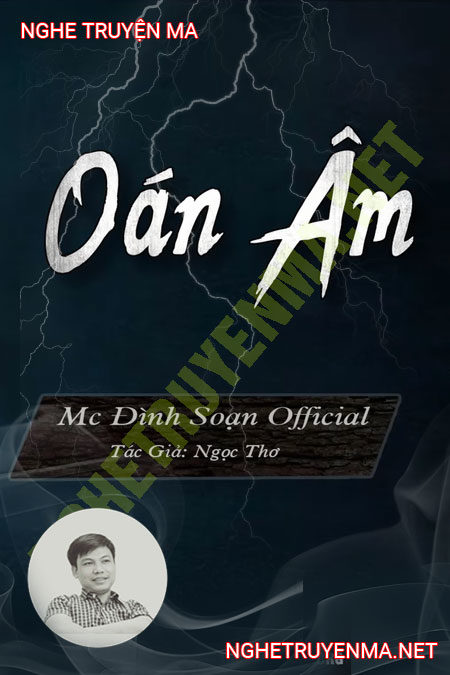 NGHE TRUYỆN MA
Oán Âm
NGHETRUYENMA.NET
Mc Đình Soạn Official
Tác Giả: Ngọc Thơ
NGHETRUYENMA.NET